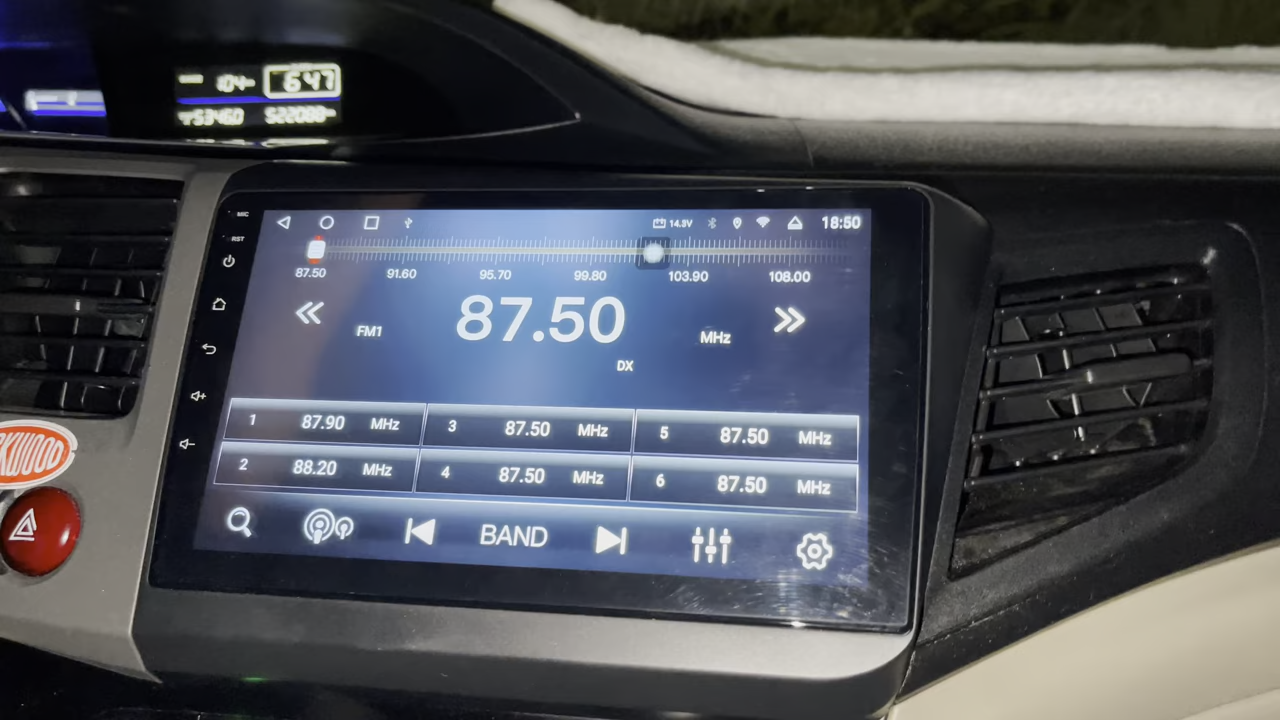 6:47
MIC
RST
14.3V 18:50
87.50 91.60 95.70 99.80 103.90 108.00
87.50
FM1 MHz
DX
1 87.90 MHz 3 87.50 MHz 5 87.50 MHz
2 88.20 MHz 4 87.50 MHz 6 87.50 MHz
BAND